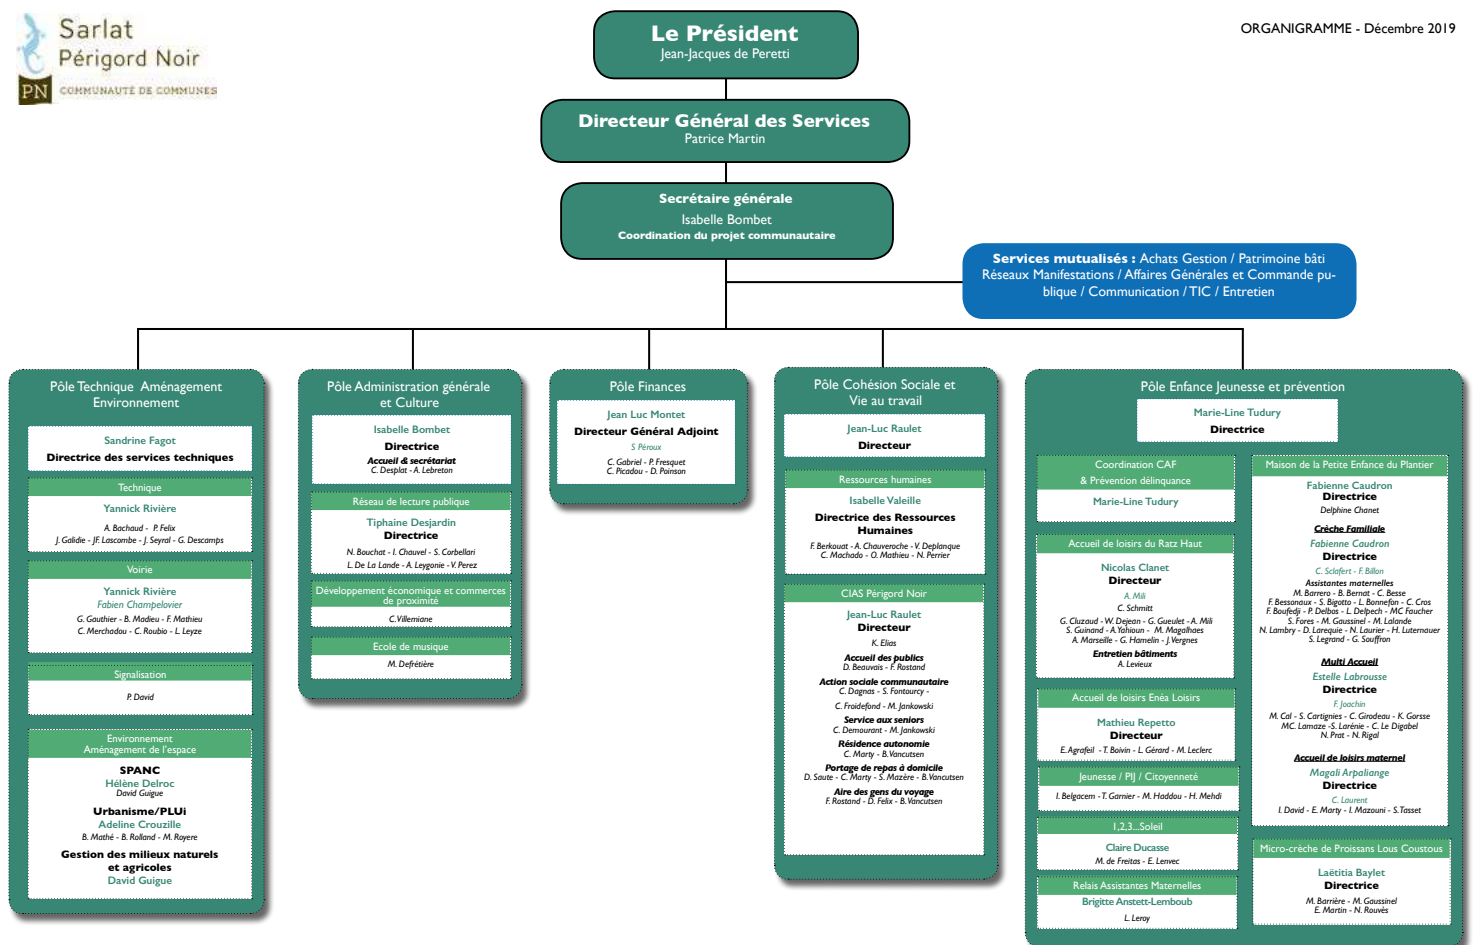 Sarlat
Périgord Noir
PN COMMUNAUTÉ DE COMMUNES
ORGANIGRAMME - Décembre 2019
Le Président
Jean-Jacques de Peretti
Directeur Général des Services
Patrice Martin
Secrétaire générale
Isabelle Bombet
Coordination du projet communautaire
Services mutualisés : Achats Gestion / Patrimoine bâti
Réseaux Manifestations / Affaires Générales et Commande pu-
blique / Communication / TIC / Entretien
Pôle Technique Aménagement
Environnement
Sandrine Fagot
Directrice des services techniques
Technique
Yannick Rivière
A. Bachaud - P. Felix
J. Galidie - JF. Lascombe - J. Seyral - G. Descamps
Voirie
Yannick Rivière
Fabien Champelovier
G. Gauthier - B. Madieu - F. Mathieu
C. Merchadou - C. Roubio - L. Leyze
Signalisation
P. David
Environnement
Aménagement de l'espace
SPANC
Hélène Delroc
David Guigue
Urbanisme/PLUi
Adeline Crouzille
B. Mathé - B. Rolland - M. Royere
Gestion des milieux naturels
et agricoles
David Guigue
Pôle Administration générale
et Culture
Isabelle Bombet
Directrice
Accueil & secrétariat
C. Desplat - A. Lebreton
Réseau de lecture publique
Tiphaine Desjardin
Directrice
N. Bouchat - I. Chauvel - S. Corbellari
L. De La Lande - A. Leygonie - V. Perez
Développement économique et commerces
de proximité
C. Villemiane
Ecole de musique
M. Defrétière
Pôle Finances
Jean Luc Montet
Directeur Général Adjoint
S Péroux
C. Gabriel - P. Fresquet
C. Picadou - D. Poinson
Pôle Cohésion Sociale et
Vie au travail
Jean-Luc Raulet
Directeur
Ressources humaines
Isabelle Valeille
Directrice des Ressources
Humaines
F. Berkouat - A. Chauveroche - V. Deplanque
C. Machado - O. Mathieu - N. Perrier
CIAS Périgord Noir
Jean-Luc Raulet
Directeur
K. Elias
Accueil des publics
D. Beauvais - F. Rostand
Action sociale communautaire
C. Dagnas - S. Fontourcy -
C. Froidefond - M. Jankowski
Service aux seniors
C. Demourant - M. Jankowski
Résidence autonomie
C. Marty - B. Vancutsen
Portage de repas à domicile
D. Saute - C. Marty - S. Mazère - B. Vancutsen
Aire des gens du voyage
F. Rostand - D. Felix - B. Vancutsen
Pôle Enfance Jeunesse et prévention
Marie-Line Tudury
Directrice
Coordination CAF
& Prévention délinquance
Marie-Line Tudury
Accueil de loisirs du Ratz Haut
Nicolas Clanet
Directeur
A. Mili
C. Schmitt
G. Cluzaud - W. Dejean - G. Gueulet - A. Mili
S. Guinand - A. Yahioun - M. Magalhaes
A. Marseille - G. Hamelin - J. Vergnes
Entretien bâtiments
A. Levieux
Accueil de loisirs Enéa Loisirs
Mathieu Repetto
Directeur
E. Agrafeil - T. Boivin - L. Gérard - M. Leclerc
Jeunesse / PIJ / Citoyenneté
I. Belgacem - T. Garnier - M. Haddou - H. Mehdi
1,2,3...Soleil
Claire Ducasse
M. de Freitas - E. Lenvec
Relais Assistantes Maternelles
Brigitte Anstett-Lemboub
L. Leroy
Maison de la Petite Enfance du Plantier
Fabienne Caudron
Directrice
Delphine Chanet
Crèche Familiale
Fabienne Caudron
Directrice
C. Sclafert - F. Billon
Assistantes maternelles
M. Barrero - B. Bernat - C. Besse
F. Bessonaux - S. Bigotto - L. Bonnefon - C. Cros
F. Boufedji - P. Delbos - L. Delpech - MC Faucher
S. Fores - M. Gaussinel - M. Lalande
N. Lambry - D. Larequie - N. Laurier - H. Luternauer
S. Legrand - G. Souffron
Multi Accueil
Estelle Labrousse
Directrice
F. Joachin
M. Cal - S. Cartignies - C. Girodeau - K. Gorsse
MC. Lamaze -S. Larénie - C. Le Digabel
N. Prat - N. Rigal
Accueil de loisirs maternel
Magali Arpaliange
Directrice
C. Laurent
I. David - E. Marty - I. Mazouni - S. Tasset
Micro-crèche de Proissans Lous Coustous
Laëtitia Baylet
Directrice
M. Barrière - M. Gaussinel
E. Martin - N. Rouvès